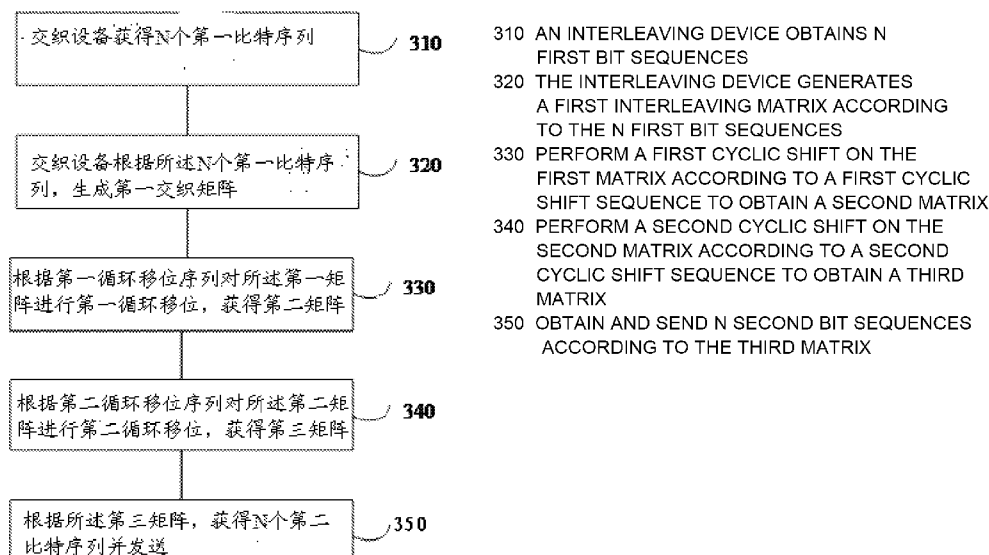 交织设备获得N个第一比特序列
310
交织设备根据所述N个第一比特序
列，生成第一交织矩阵
320
根据第一循环移位序列对所述第一矩
阵进行第一循环移位，获得第二矩阵
330
根据第二循环移位序列对所述第二矩
阵进行第二循环移位，获得第三矩阵
340
根据所述第三矩阵，获得N个第二
比特序列并发送
350
310 AN INTERLEAVING DEVICE OBTAINS N
FIRST BIT SEQUENCES
320 THE INTERLEAVING DEVICE GENERATES
A FIRST INTERLEAVING MATRIX ACCORDING
TO THE N FIRST BIT SEQUENCES
330 PERFORM A FIRST CYCLIC SHIFT ON THE
FIRST MATRIX ACCORDING TO A FIRST CYCLIC
SHIFT SEQUENCE TO OBTAIN A SECOND MATRIX
340 PERFORM A SECOND CYCLIC SHIFT ON THE
SECOND MATRIX ACCORDING TO A SECOND
CYCLIC SHIFT SEQUENCE TO OBTAIN A THIRD
MATRIX
350 OBTAIN AND SEND N SECOND BIT SEQUENCES
ACCORDING TO THE THIRD MATRIX